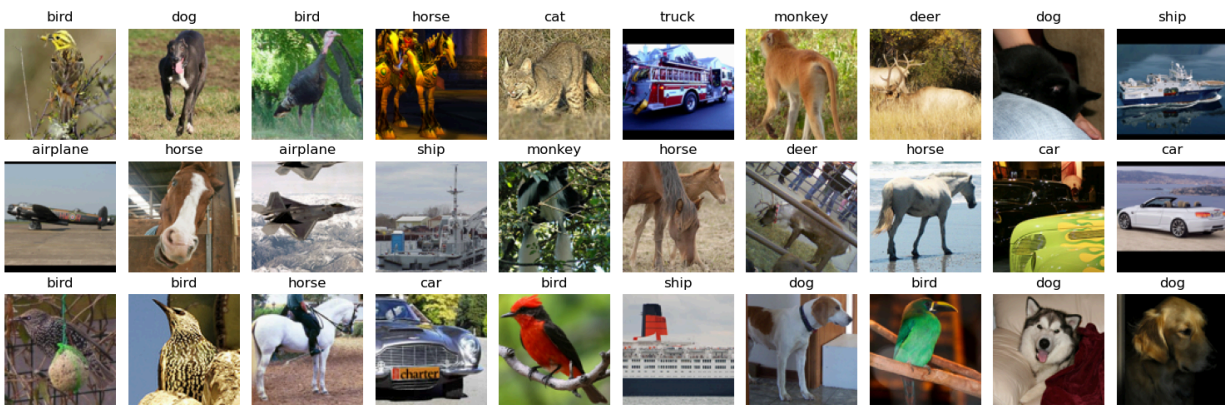 bird dog bird horse cat truck monkey deer dog ship
airplane horse airplane ship monkey horse deer horse car car
bird bird horse car bird ship dog bird dog dog
charter